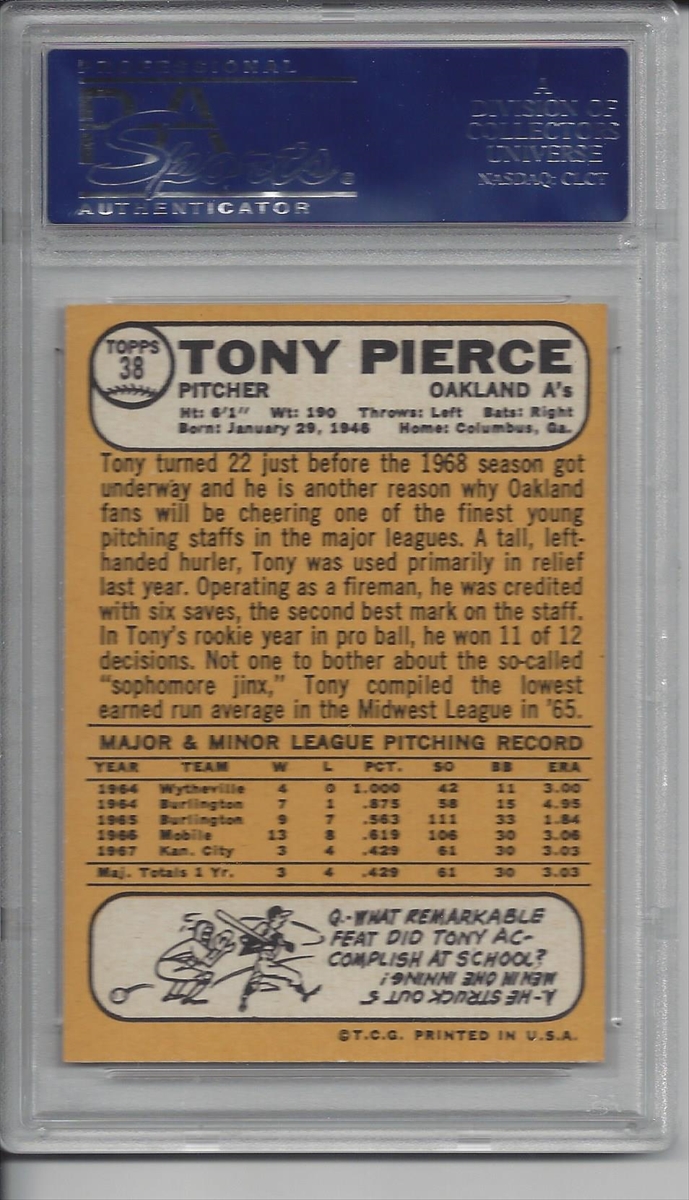 PROFESSIONAL
PSA
Sports
AUTHENTICATOR
A
DIVISION OF
COLLECTORS
UNIVERSE
NASDAQ: CLCT
TOPPS
38
TONY PIERCE
PITCHER OAKLAND A's
Ht: 6'1" Wt: 190 Throws: Left Bats: Right
Born: January 29, 1946 Home: Columbus, Ga.
Tony turned 22 just before the 1968 season got
underway and he is another reason why Oakland
fans will be cheering one of the finest young
pitching staffs in the major leagues. A tall, left-
handed hurler, Tony was used primarily in relief
last year. Operating as a fireman, he was credited
with six saves, the second best mark on the staff.
In Tony's rookie year in pro ball, he won 11 of 12
decisions. Not one to bother about the so-called
"sophomore jinx," Tony compiled the lowest
earned run average in the Midwest League in '65.
MAJOR & MINOR LEAGUE PITCHING RECORD
YEAR TEAM W L PCT. SO BB ERA
1964 Wytheville 4 0 1.000 42 11 3.00
1964 Burlington 7 1 .875 58 15 4.95
1965 Burlington 9 7 .563 111 33 1.84
1966 Mobile 13 8 .619 106 30 3.06
1967 Kan. City 3 4 .429 61 30 3.03
Maj. Totals 1 Yr. 3 4 .429 61 30 3.03
Q.-WHAT REMARKABLE
FEAT DID TONY AC-
COMPLISH AT SCHOOL?
A-HE STRUCK OUT 5
MEN IN ONE INNING!
©T.C.G. PRINTED IN U.S.A.